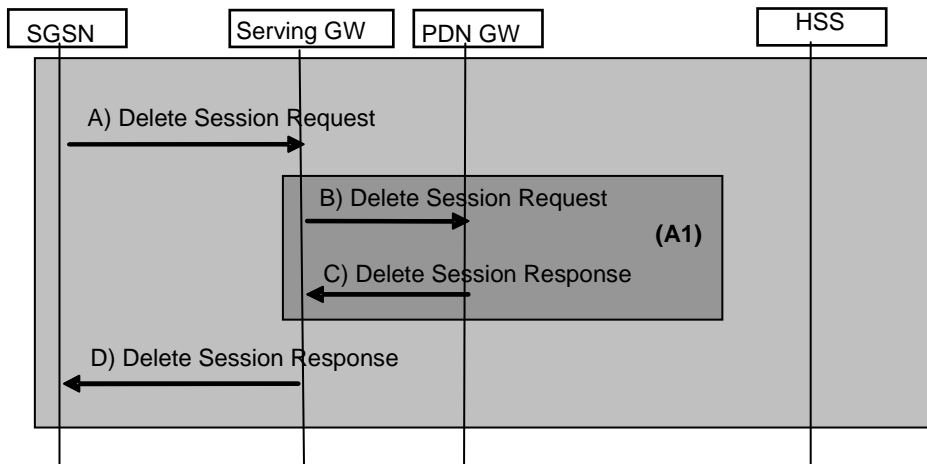 SGSN
Serving GW
PDN GW
HSS
A) Delete Session Request
B) Delete Session Request
(A1)
C) Delete Session Response
D) Delete Session Response